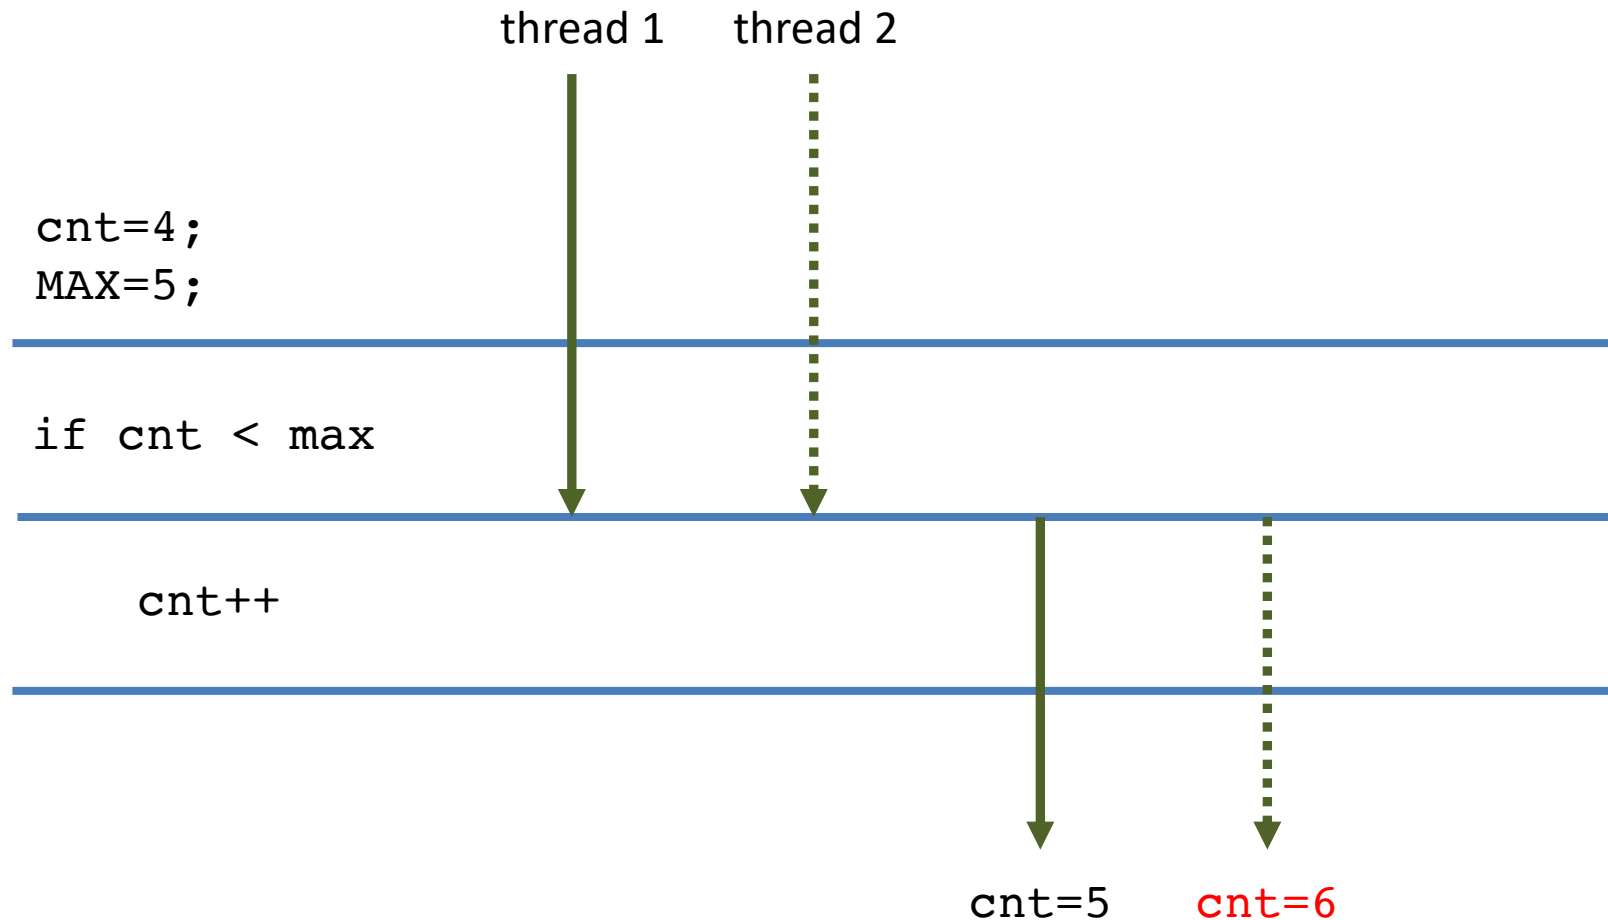 thread 1 thread 2
cnt=4;
MAX=5;
if cnt < max
cnt++
cnt=5 cnt=6